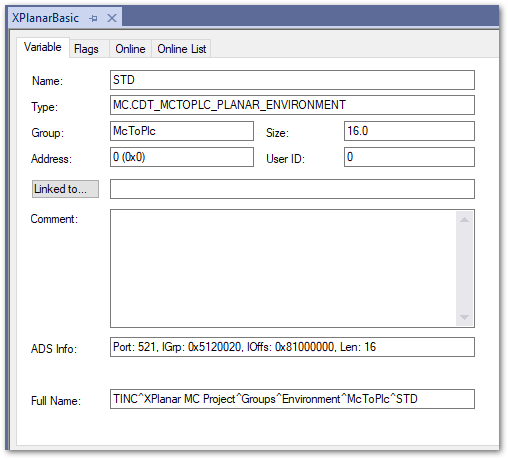 XPlanarBasic
Variable Flags Online Online List
Name: STD
Type: MC.CDT_MCTOPLC_PLANAR_ENVIRONMENT
Group: McToPlc Size: 16.0
Address: 0 (0x0) User ID: 0
Linked to...
Comment:
ADS Info: Port: 521, IGrp: 0x5120020, IOffs: 0x81000000, Len: 16
Full Name: TINC^XPlanar MC Project^Groups^Environment^McToPlc^STD